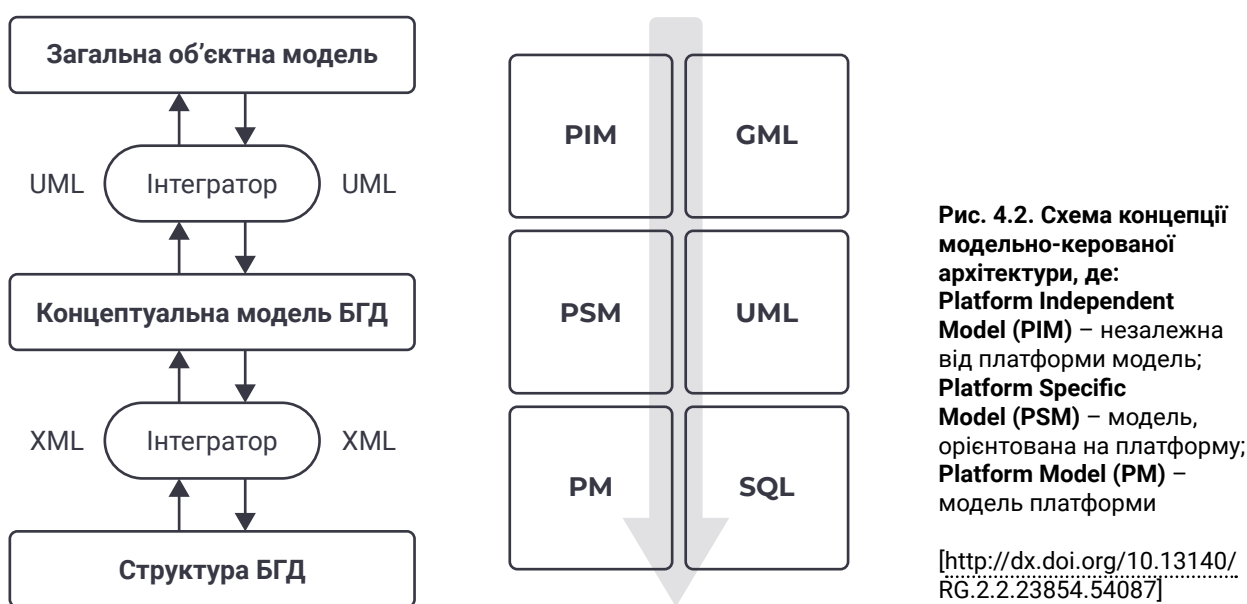 Загальна об’єктна модель
UML Інтегратор UML
Концептуальна модель БГД
XML Інтегратор XML
Структура БГД
PIM GML
PSM UML
PM SQL
Рис. 4.2. Схема концепції
модельно-керованої
архітектури, де:
Platform Independent
Model (PIM) – незалежна
від платформи модель;
Platform Specific
Model (PSM) – модель,
орієнтована на платформу;
Platform Model (PM) –
модель платформи
[http://dx.doi.org/10.13140/
RG.2.2.23854.54087]